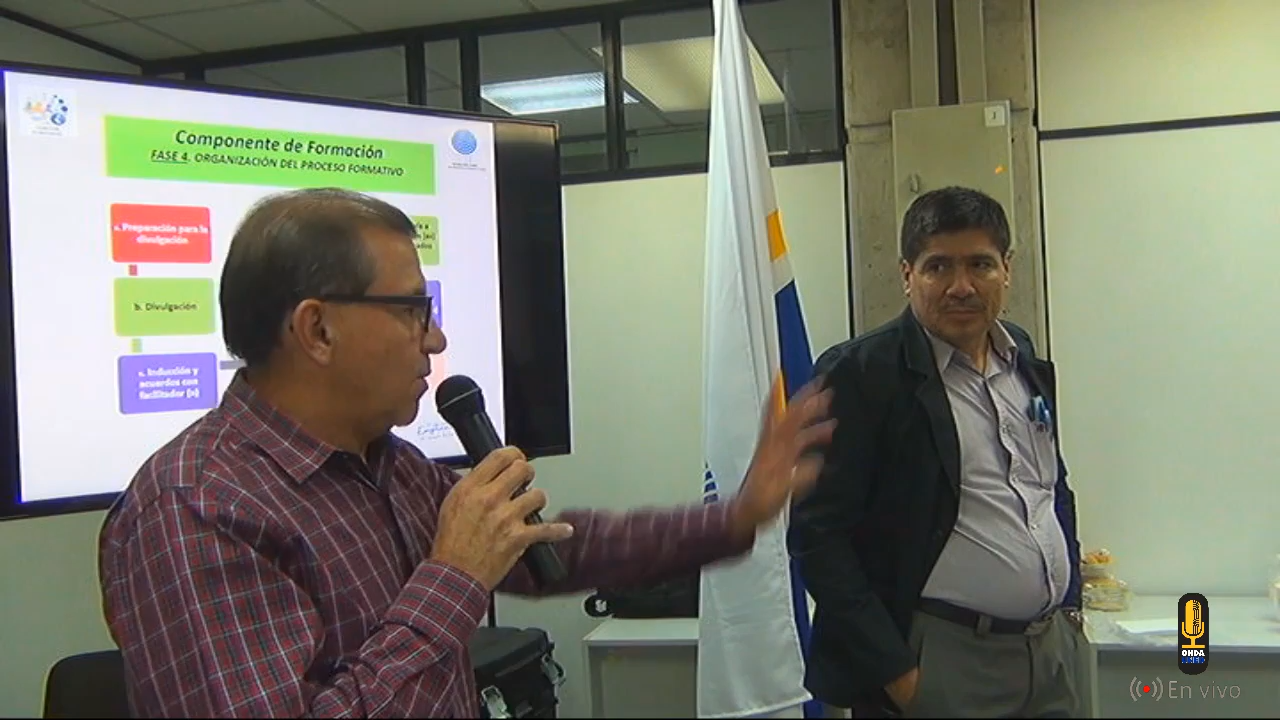 Componente de Formación
FASE 4. ORGANIZACIÓN DEL PROCESO FORMATIVO
a. Preparación para la
divulgación
b. Divulgación
c. Inducción y
acuerdos con
facilitador (a)
ONDA
UNED
En vivo